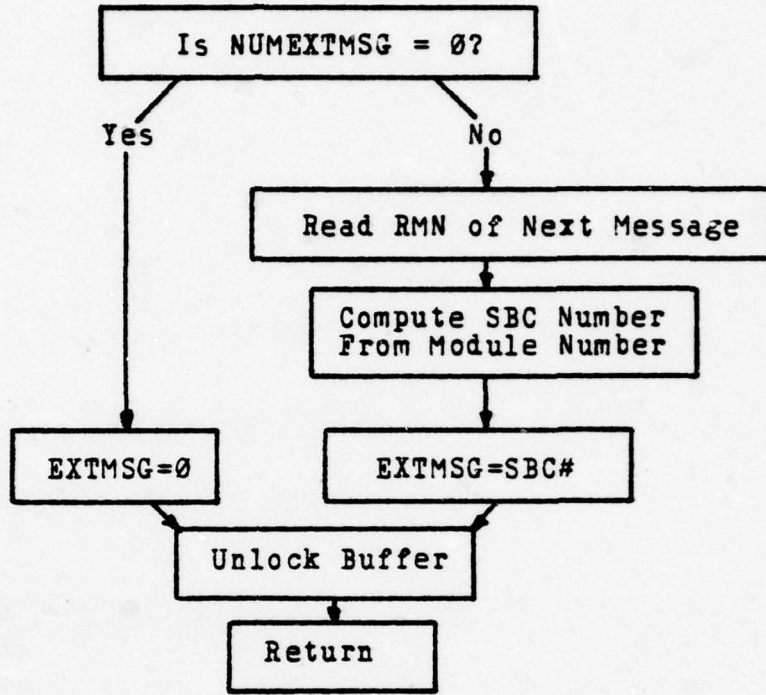 Is NUMEXTMSG = Ø?
Yes
No
Read RMN of Next Message
Compute SBC Number
From Module Number
EXTMSG=Ø
EXTMSG=SBC#
Unlock Buffer
Return